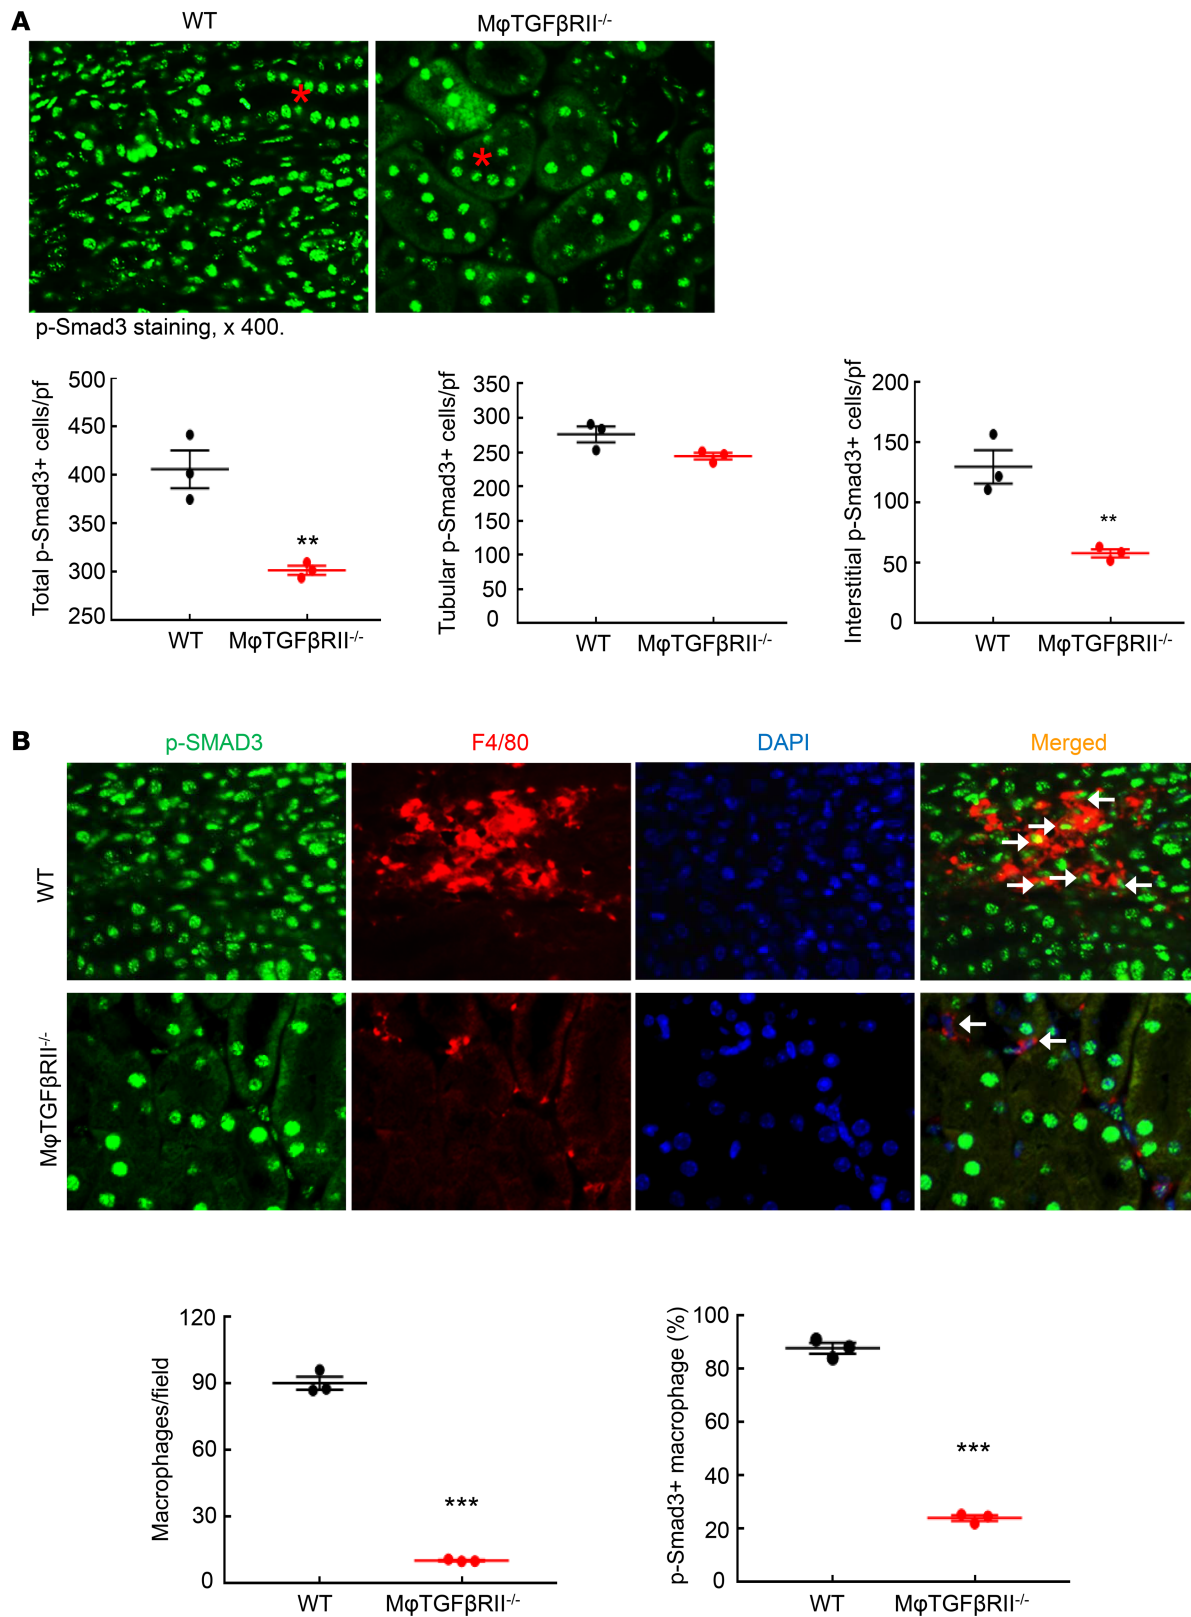 A
WT
MφTGFβRII-/-
*
*
p-Smad3 staining, x 400.
Total p-Smad3+ cells/pf
500
450
400
350
300
250
**
WT
MφTGFβRII-/-
Tubular p-Smad3+ cells/pf
350
300
250
200
150
100
50
0
WT
MφTGFβRII-/-
Interstitial p-Smad3+ cells/pf
200
150
100
50
0
**
WT
MφTGFβRII-/-
B
p-SMAD3
F4/80
DAPI
Merged
WT
MφTGFβRII-/-
Macrophages/field
120
90
60
30
0
***
WT
MφTGFβRII-/-
p-Smad3+ macrophage (%)
100
80
60
40
20
0
***
WT
MφTGFβRII-/-